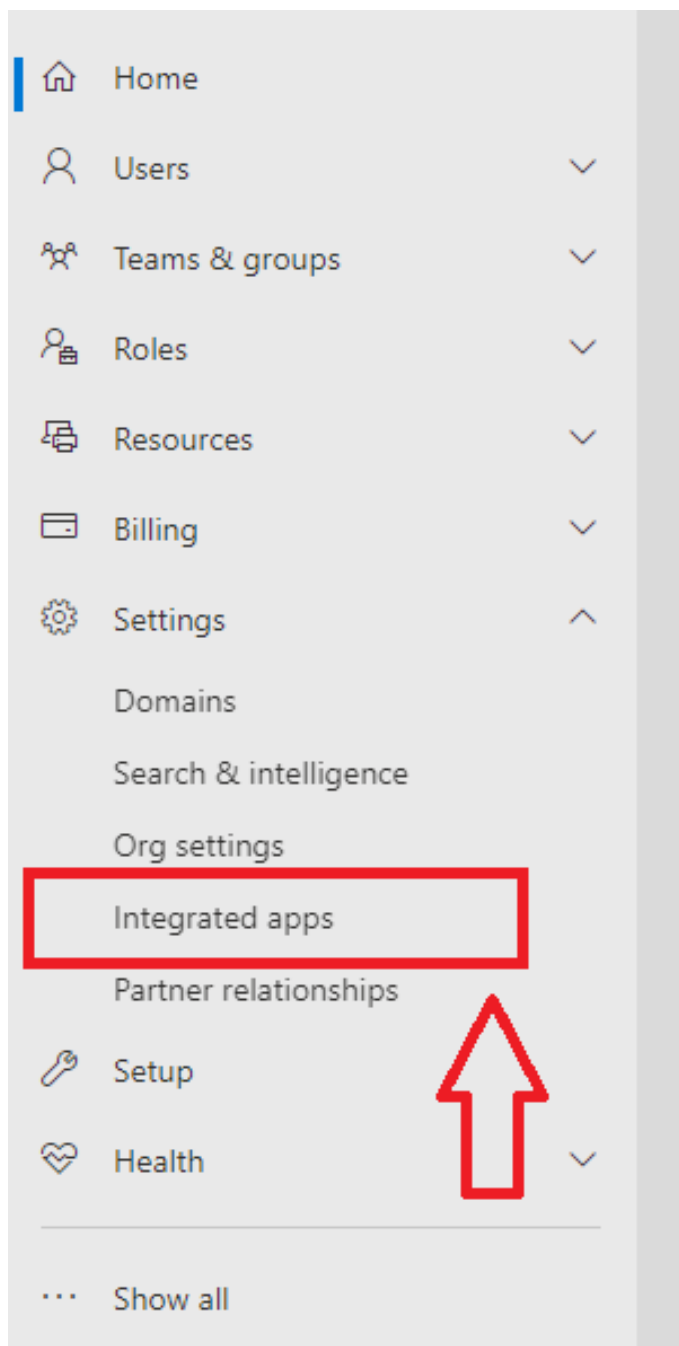 Home
Users
Teams & groups
Roles
Resources
Billing
Settings
Domains
Search & intelligence
Org settings
Integrated apps
Partner relationships
Setup
Health
Show all